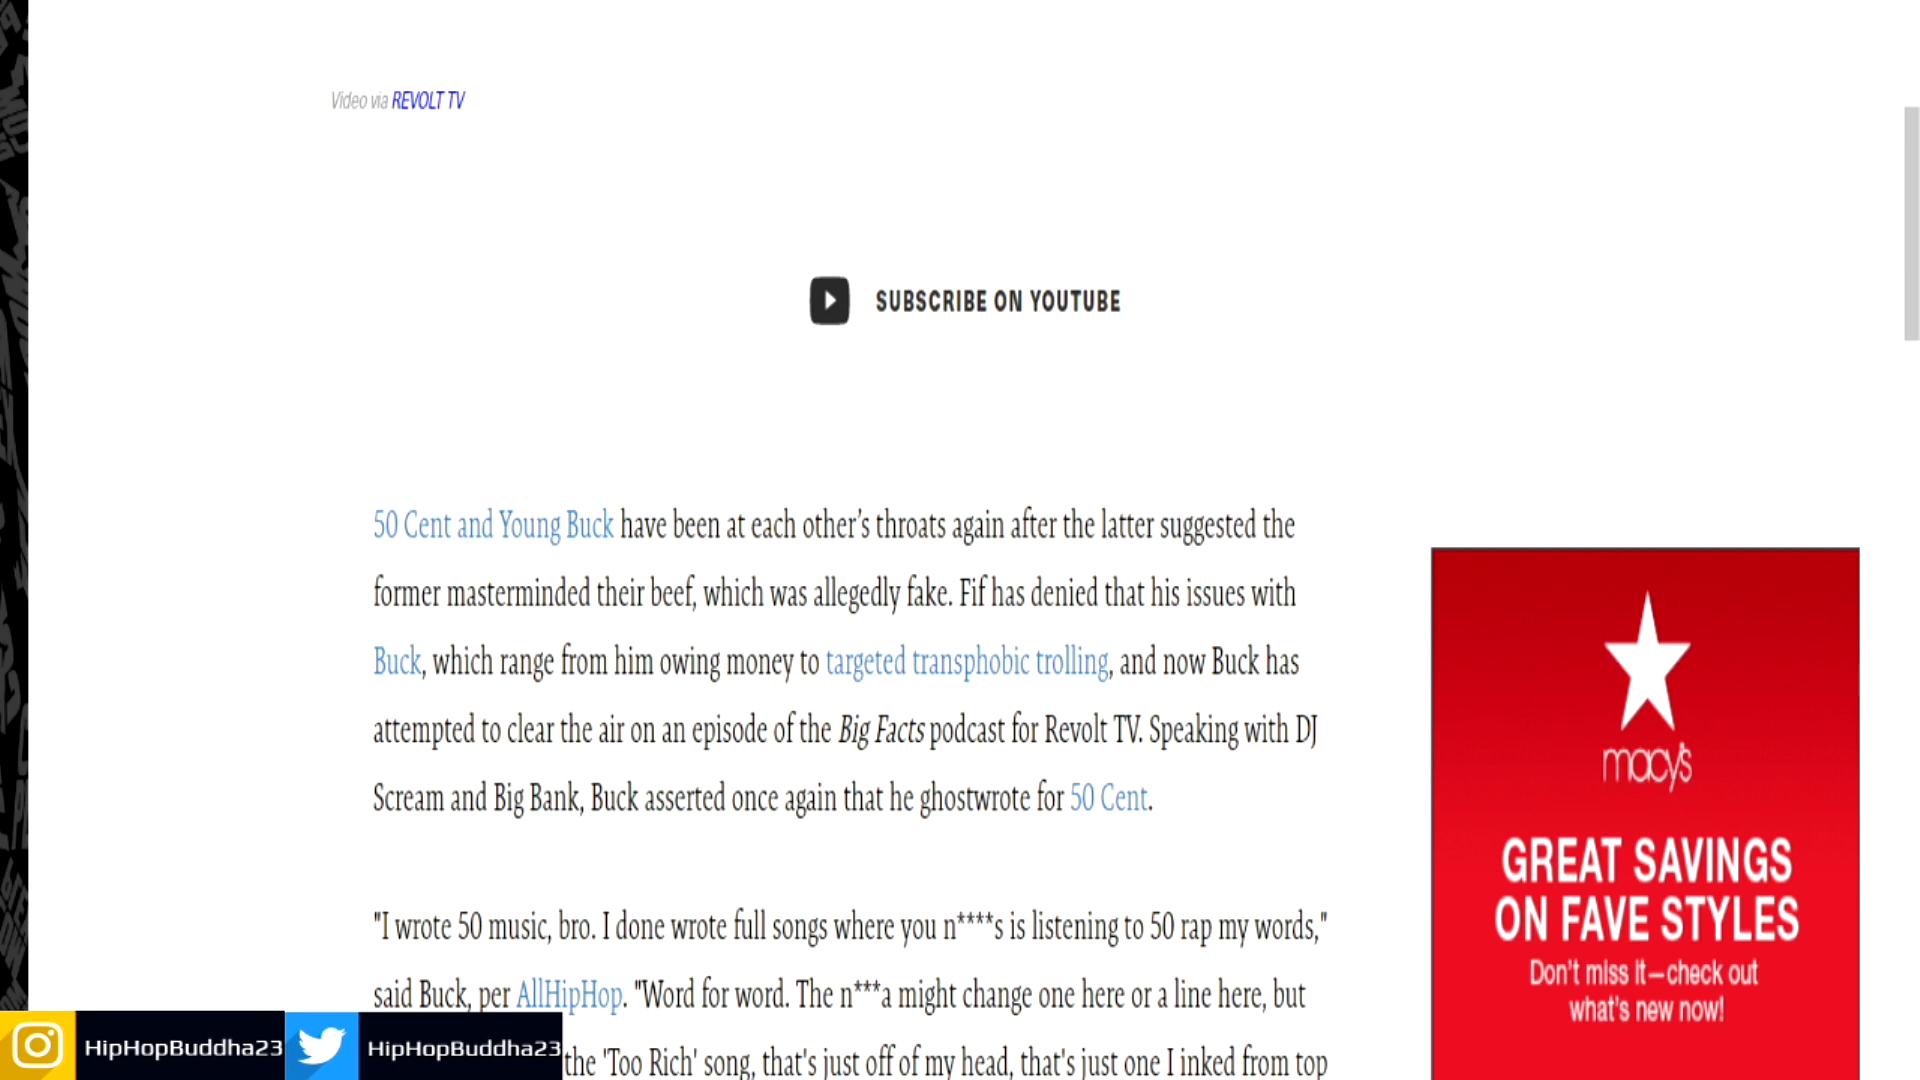 Video via REVOLT TV
SUBSCRIBE ON YOUTUBE
50 Cent and Young Buck have been at each other’s throats again after the latter suggested the
former masterminded their beef, which was allegedly fake. Fif has denied that his issues with
Buck, which range from him owing money to targeted transphobic trolling, and now Buck has
attempted to clear the air on an episode of the Big Facts podcast for Revolt TV. Speaking with DJ
Scream and Big Bank, Buck asserted once again that he ghostwrote for 50 Cent.
"I wrote 50 music, bro. I done wrote full songs where you n****s is listening to 50 rap my words,"
said Buck, per AllHipHop. "Word for word. The n***a might change one here or a line here, but
the 'Too Rich' song, that's just off of my head, that's just one I inked from top
macy's
GREAT SAVINGS
ON FAVE STYLES
Don't miss it—check out
what's new now!
HipHopBuddha23
HipHopBuddha23